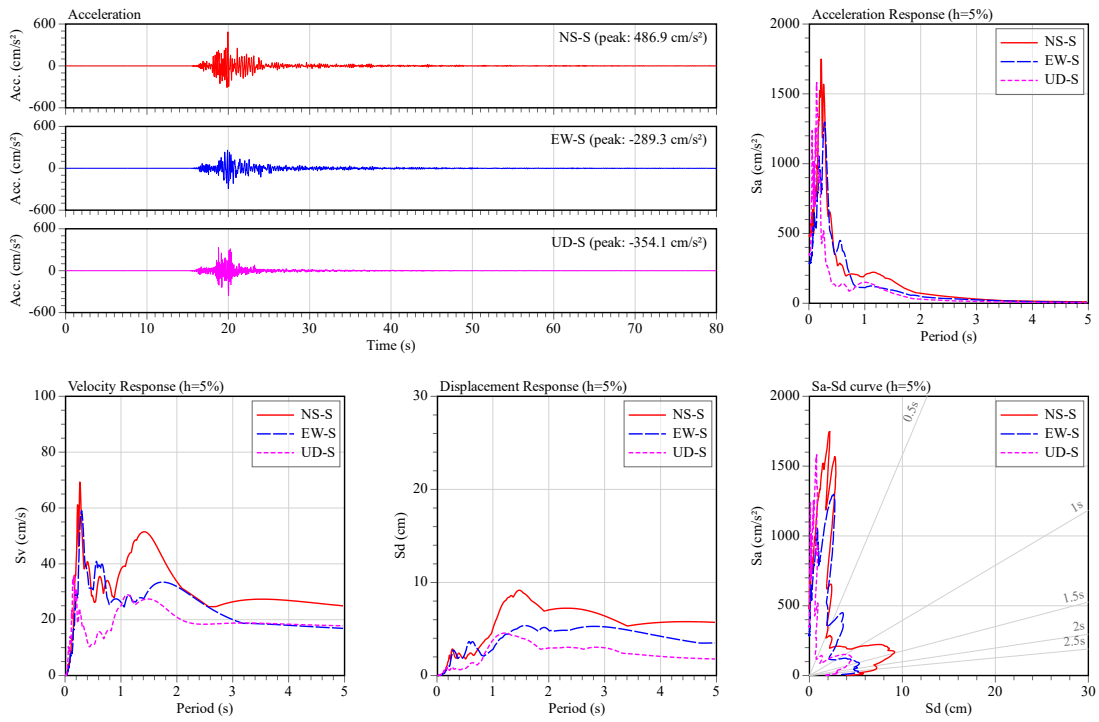 Acceleration
600
0
-600
Acc. (cm/s²)
NS-S (peak: 486.9 cm/s²)
600
0
-600
Acc. (cm/s²)
EW-S (peak: -289.3 cm/s²)
600
0
-600
Acc. (cm/s²)
UD-S (peak: -354.1 cm/s²)
0 10 20 30 40 50 60 70 80
Time (s)
Acceleration Response (h=5%)
2000
1500
1000
500
0
Sa (cm/s²)
NS-S
EW-S
UD-S
0 1 2 3 4 5
Period (s)
Velocity Response (h=5%)
100
80
60
40
20
0
Sv (cm/s)
NS-S
EW-S
UD-S
0 1 2 3 4 5
Period (s)
Displacement Response (h=5%)
30
20
10
0
Sd (cm)
NS-S
EW-S
UD-S
0 1 2 3 4 5
Period (s)
Sa-Sd curve (h=5%)
2000
1500
1000
500
0
Sa (cm/s²)
NS-S
EW-S
UD-S
0.5s
1s
1.5s
2s
2.5s
0 10 20 30
Sd (cm)